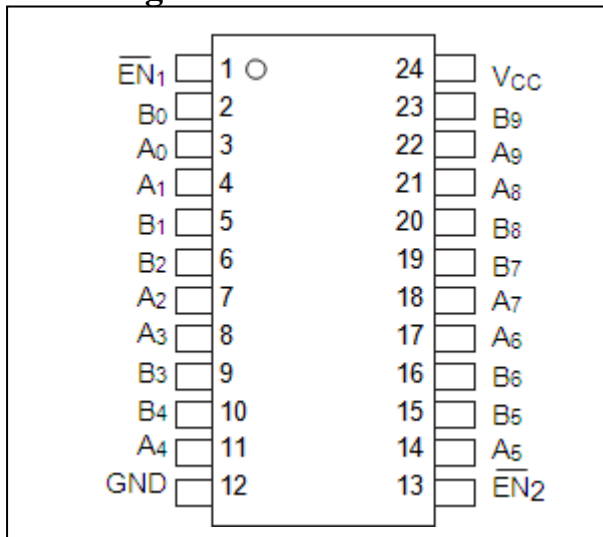 EN1 1 24 VCC
B0 2 23 B9
A0 3 22 A9
A1 4 21 A8
B1 5 20 B8
B2 6 19 B7
A2 7 18 A7
A3 8 17 A6
B3 9 16 B6
B4 10 15 B5
A4 11 14 A5
GND 12 13 EN2